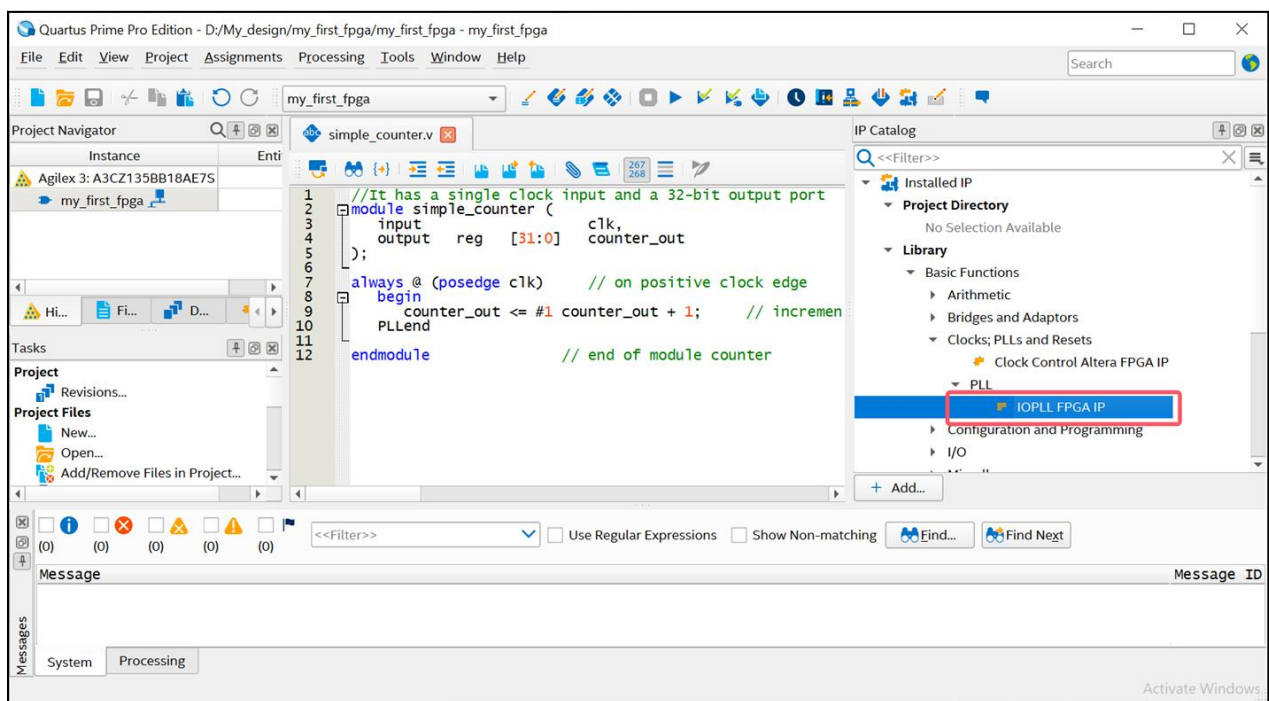 Quartus Prime Pro Edition - D:/My_design/my_first_fpga/my_first_fpga - my_first_fpga
File Edit View Project Assignments Processing Tools Window Help
Search
my_first_fpga
Project Navigator
Instance Enti
Agilex 3: A3CZ135BB18AE7S
my_first_fpga
Hi... Fi... D...
Tasks
Project
Revisions...
Project Files
New...
Open...
Add/Remove Files in Project...
simple_counter.v
267
268
1 //It has a single clock input and a 32-bit output port
2 module simple_counter (
3 input clk,
4 output reg [31:0] counter_out
5 );
6
7 always @ (posedge clk) // on positive clock edge
8 begin
9 counter_out <= #1 counter_out + 1; // incremen
10 PLLend
11
12 endmodule // end of module counter
IP Catalog
<<Filter>>
Installed IP
Project Directory
No Selection Available
Library
Basic Functions
Arithmetic
Bridges and Adaptors
Clocks; PLLs and Resets
Clock Control Altera FPGA IP
PLL
IOPLL FPGA IP
Configuration and Programming
I/O
+ Add...
(0) (0) (0) (0) (0)
<<Filter>> Use Regular Expressions Show Non-matching Find... Find Next
Message Message ID
Messages
System Processing
Activate Windows